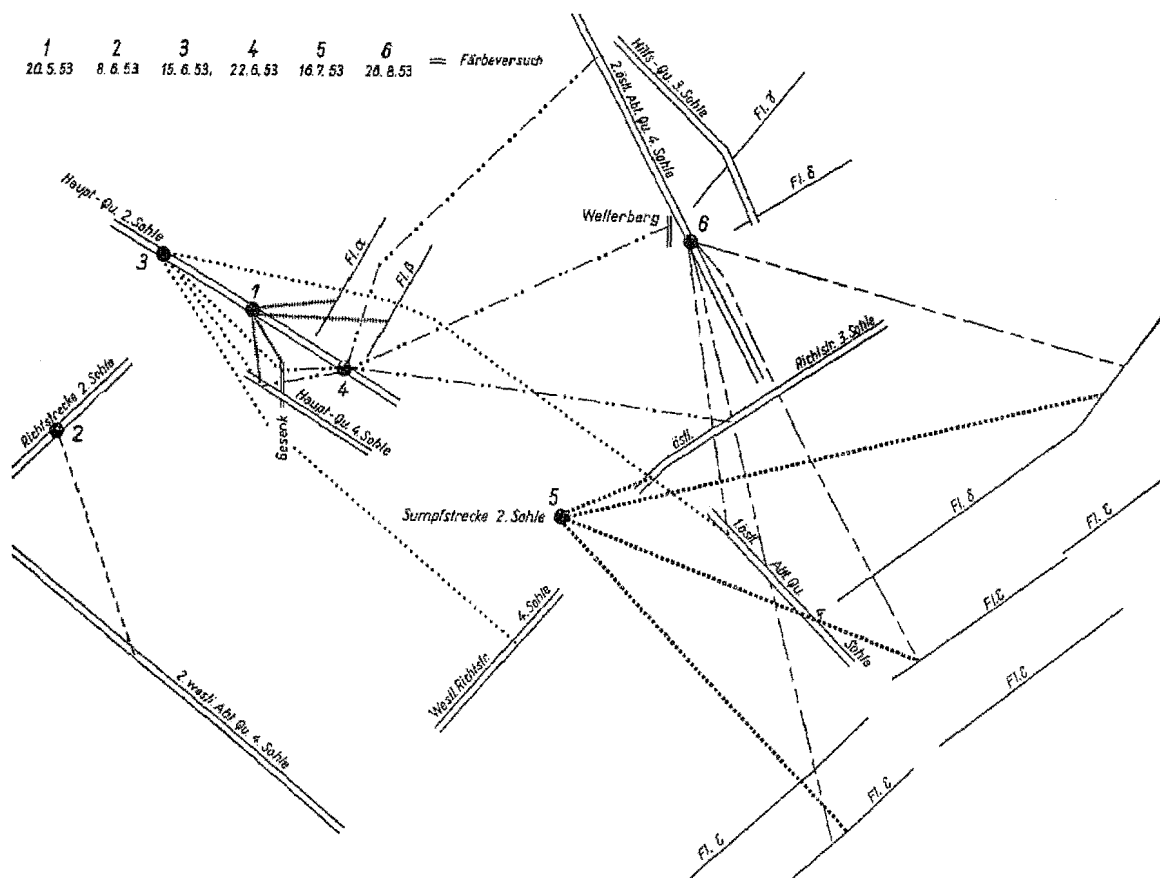 1 2 3 4 5 6
20.5.53 8.6.53 15.6.53, 22.6.53 16.7.53 26.8.53 = Färbeversuch
Hilfs-Qu. 3. Sohle
2. östl. Abt. Qu. 4. Sohle
Fl. γ
Fl. δ
Haupt-Qu. 2. Sohle
Wellerberg
6
3
Fl. α
Fl. β
1
4
Richtstr. 3. Sohle
östl.
Richtstrecke 2. Sohle
2
Gesenk
Haupt-Qu. 4. Sohle
5
Sumpfstrecke 2. Sohle
Fl. δ
Fl. ε
1. östl. Abt. Qu. 4. Sohle
Fl. ε
Westl. Richtstr. 4. Sohle
Fl. ε
2. westl. Abt. Qu. 4. Sohle
Fl. ε
Fl. ε